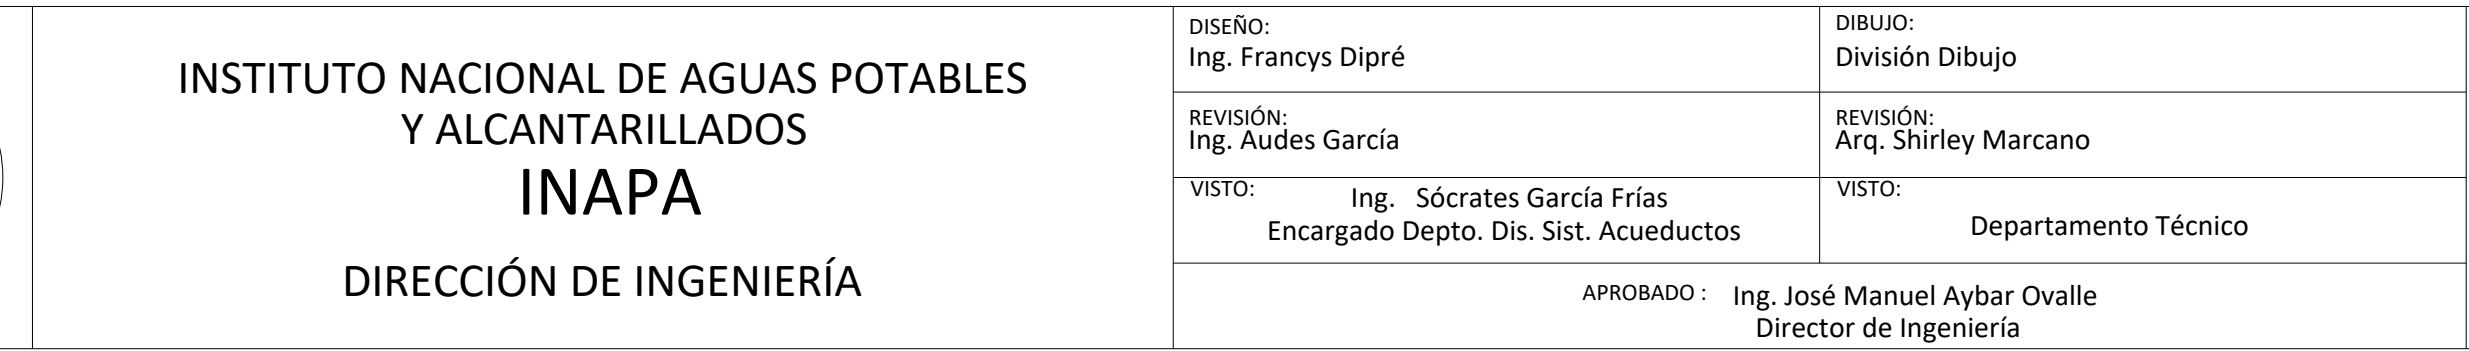 INSTITUTO NACIONAL DE AGUAS POTABLES
Y ALCANTARILLADOS
INAPA
DIRECCIÓN DE INGENIERÍA
DISEÑO:
Ing. Francys Dipré
DIBUJO:
División Dibujo
REVISIÓN:
Ing. Audes García
REVISIÓN:
Arq. Shirley Marcano
VISTO:
Ing. Sócrates García Frías
Encargado Depto. Dis. Sist. Acueductos
VISTO:
Departamento Técnico
APROBADO : Ing. José Manuel Aybar Ovalle
Director de Ingeniería